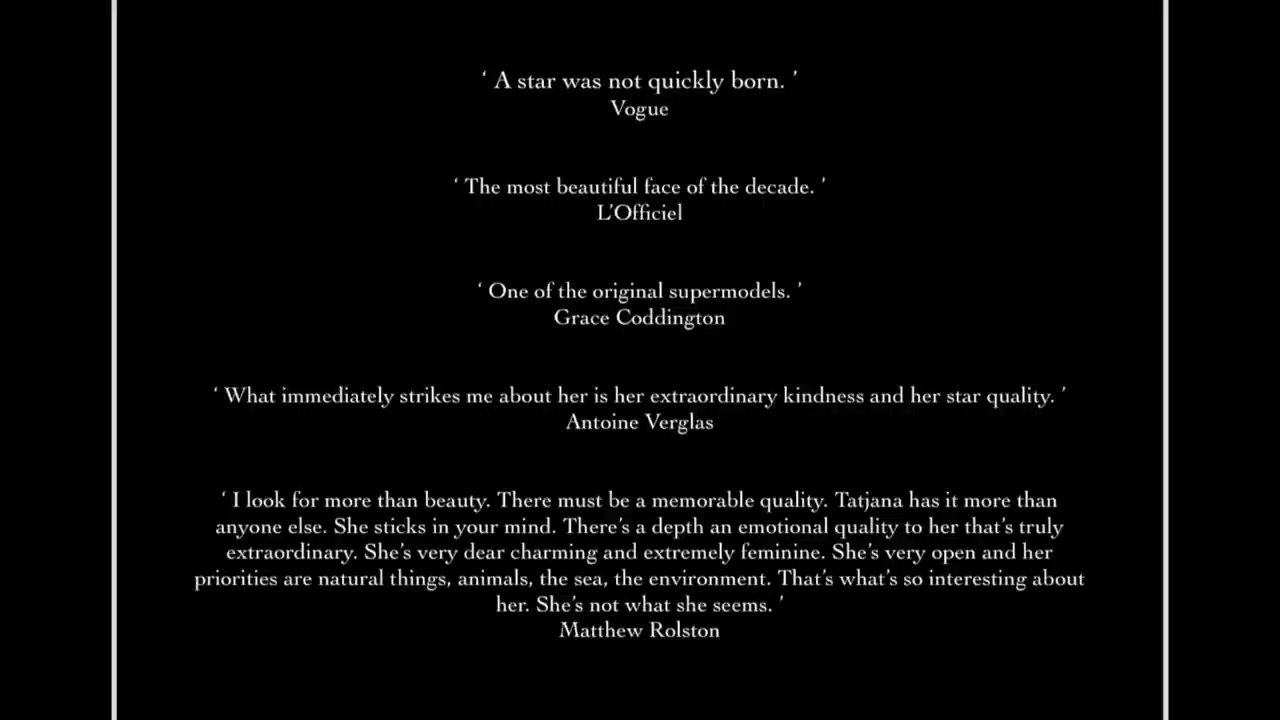 ‘ A star was not quickly born. ’
Vogue
‘ The most beautiful face of the decade. ’
L’Officiel
‘ One of the original supermodels. ’
Grace Coddington
‘ What immediately strikes me about her is her extraordinary kindness and her star quality. ’
Antoine Verglas
‘ I look for more than beauty. There must be a memorable quality. Tatjana has it more than
anyone else. She sticks in your mind. There’s a depth an emotional quality to her that’s truly
extraordinary. She’s very dear charming and extremely feminine. She’s very open and her
priorities are natural things, animals, the sea, the environment. That’s what’s so interesting about
her. She’s not what she seems. ’
Matthew Rolston